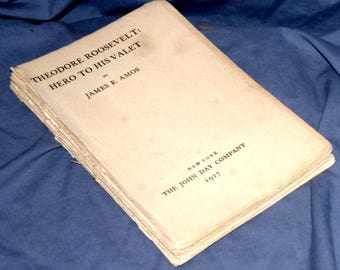 THEODORE ROOSEVELT:
HERO TO HIS VALET
BY
JAMES E. AMOS
NEW YORK
THE JOHN DAY COMPANY
1927